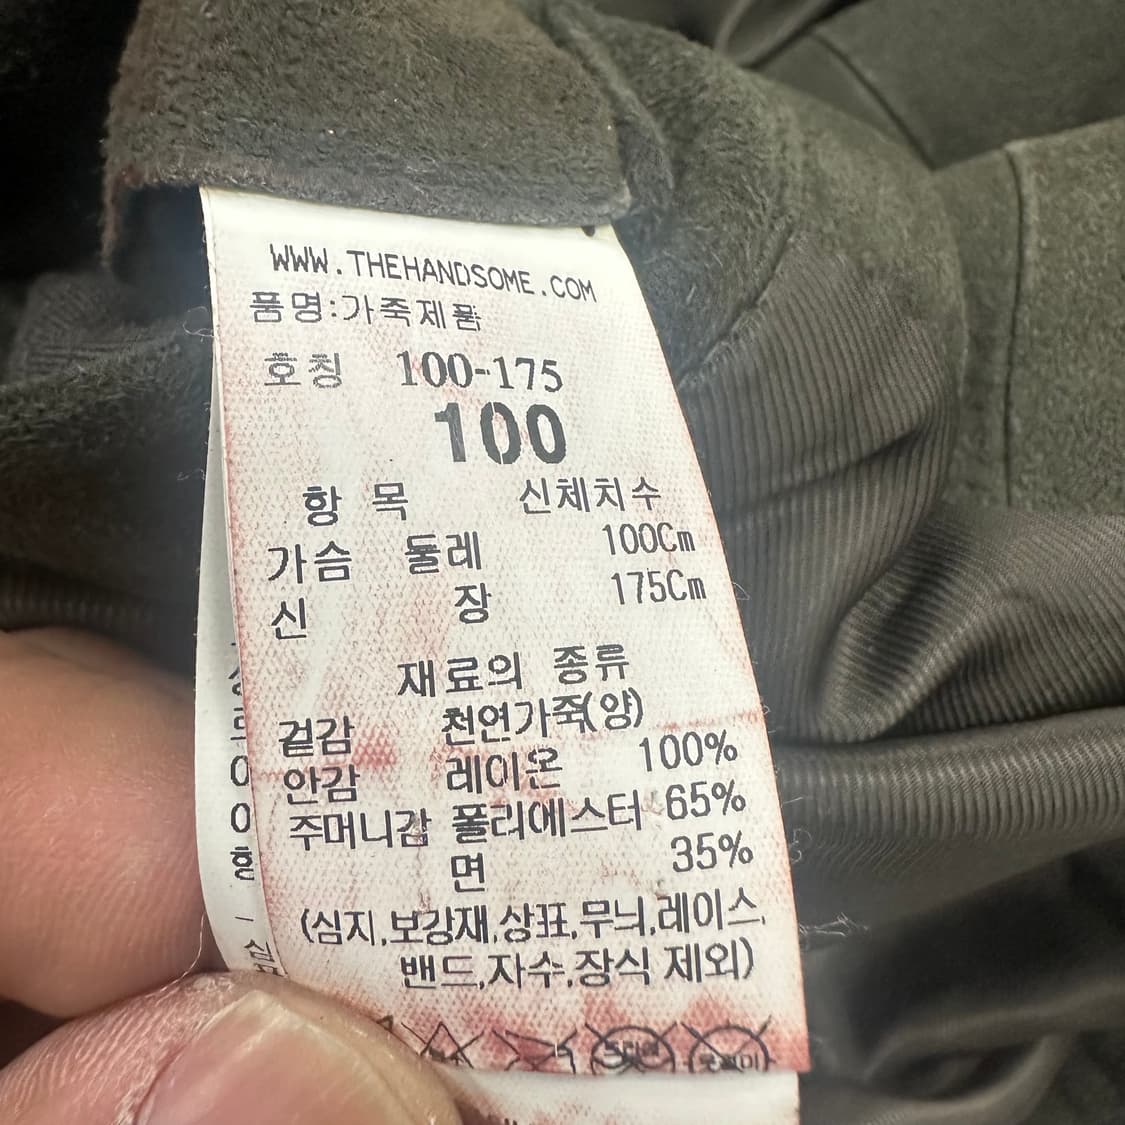 WWW.THEHANDSOME.COM
품명:가죽제품
호칭 100-175
100
항 목 신체치수
가슴 둘레 100Cm
신 장 175Cm
재료의 종류
겉감 천연가죽(양)
안감 레이온 100%
주머니감 폴리에스터 65%
면 35%
(심지,보강재,상표,무늬,레이스,
밴드,자수,장식 제외)